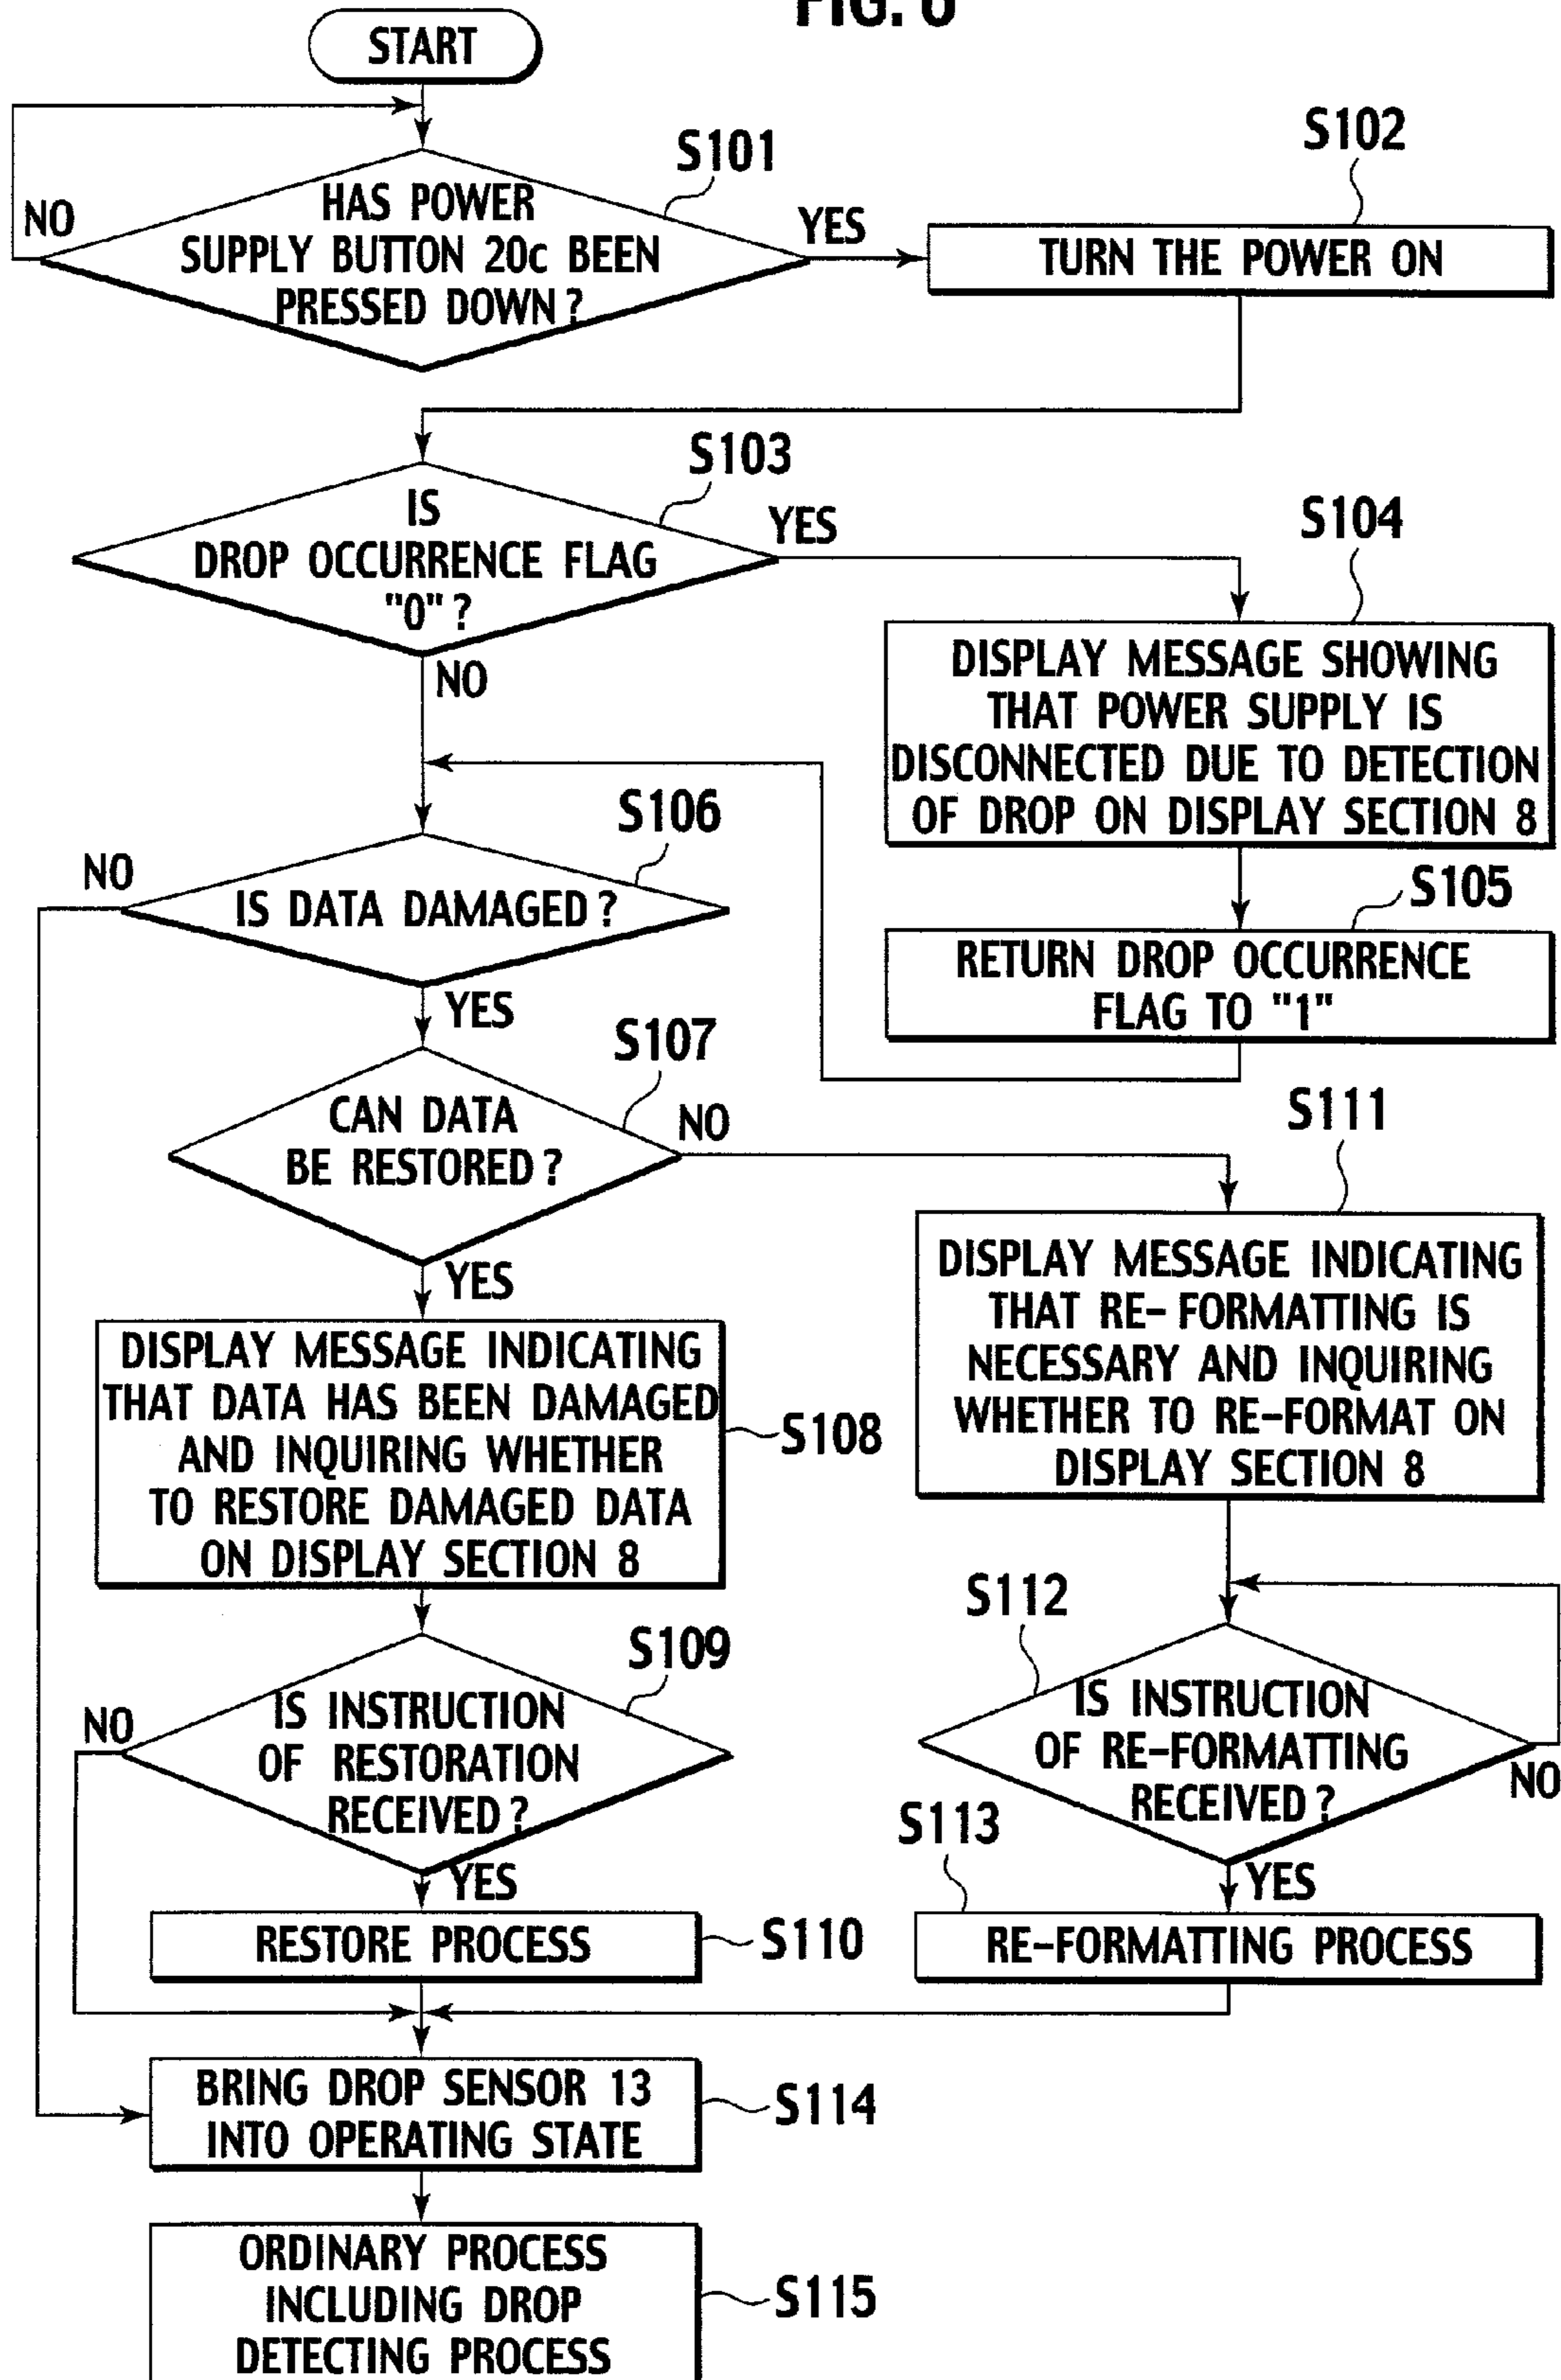 FIG.
START
S101
S102
HAS POWER
SUPPLY BUTTON 20c BEEN
PRESSED DOWN ?
NO
YES
TURN THE POWER ON
S103
IS
DROP OCCURRENCE FLAG
"0" ?
YES
NO
S104
DISPLAY MESSAGE SHOWING
THAT POWER SUPPLY IS
DISCONNECTED DUE TO DETECTION
OF DROP ON DISPLAY SECTION 8
S105
RETURN DROP OCCURRENCE
FLAG TO "1"
S106
NO
IS DATA DAMAGED ?
YES
S107
CAN DATA
BE RESTORED ?
NO
YES
S111
DISPLAY MESSAGE INDICATING
THAT RE-FORMATTING IS
NECESSARY AND INQUIRING
WHETHER TO RE-FORMAT ON
DISPLAY SECTION 8
DISPLAY MESSAGE INDICATING
THAT DATA HAS BEEN DAMAGED
AND INQUIRING WHETHER
TO RESTORE DAMAGED DATA
ON DISPLAY SECTION 8
S108
S109
NO
IS INSTRUCTION
OF RESTORATION
RECEIVED ?
YES
S112
IS INSTRUCTION
OF RE-FORMATTING
RECEIVED ?
NO
YES
S113
RESTORE PROCESS
S110
RE-FORMATTING PROCESS
BRING DROP SENSOR 13
INTO OPERATING STATE
S114
ORDINARY PROCESS
INCLUDING DROP
DETECTING PROCESS
S115